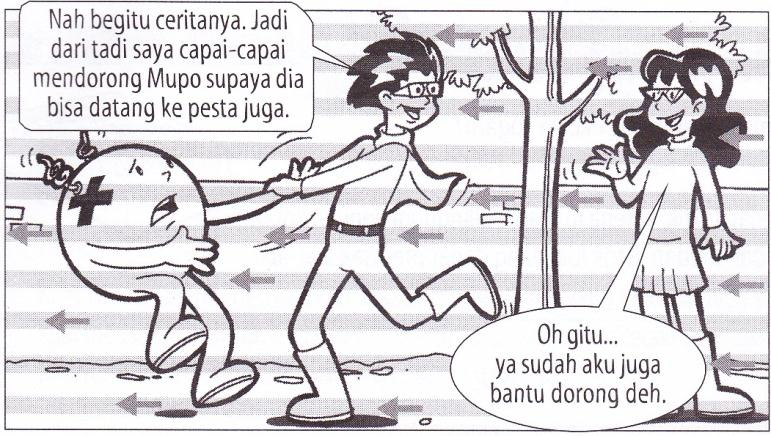 Nah begitu ceritanya. Jadi
dari tadi saya capai-capai
mendorong Mupo supaya dia
bisa datang ke pesta juga.
Oh gitu...
ya sudah aku juga
bantu dorong deh.